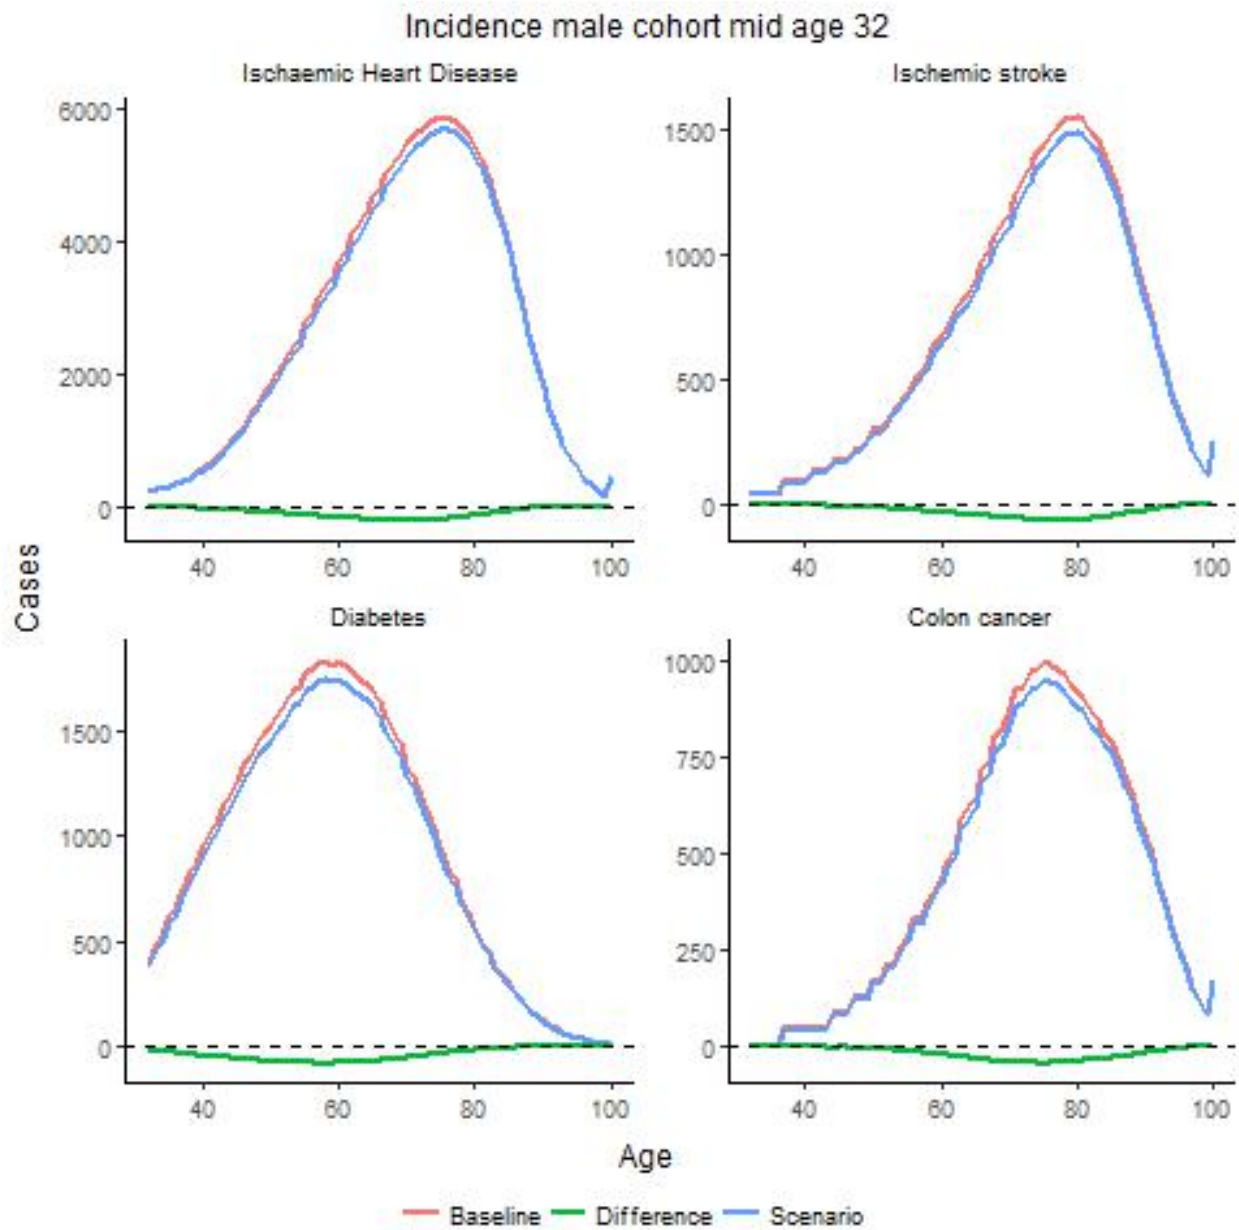 Incidence male cohort mid age 32
Ischaemic Heart Disease
6000
4000
2000
0
40 60 80 100
Ischemic stroke
1500
1000
500
0
40 60 80 100
Cases
Diabetes
1500
1000
500
0
40 60 80 100
Colon cancer
1000
750
500
250
0
40 60 80 100
Age
Baseline Difference Scenario